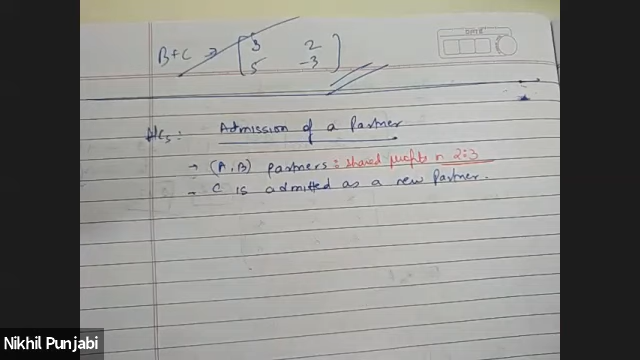 B+C → [ 3 2
5 -3 ]
DATE
Admission of a Partner
→ (A, B) partners : shared profits in 2:3
→ C is admitted as a new Partner.
Nikhil Punjabi